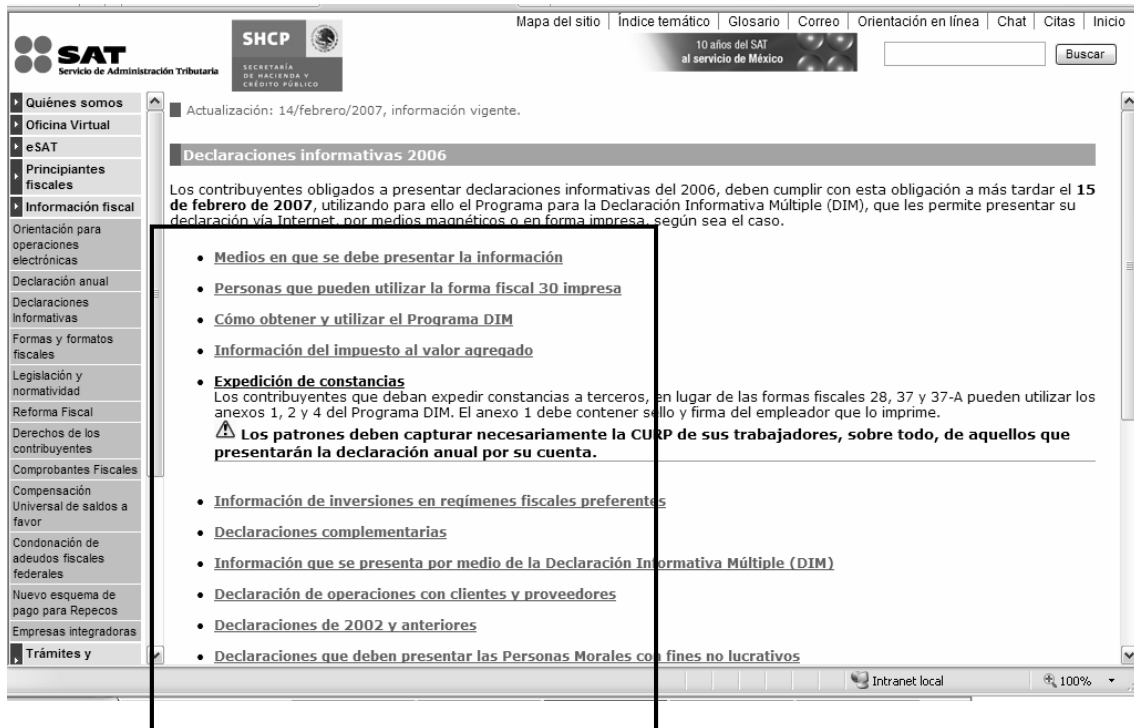 Mapa del sitio | Índice temático | Glosario | Correo | Orientación en línea | Chat | Citas | Inicio
SAT
Servicio de Administración Tributaria
SHCP
SECRETARÍA
DE HACIENDA Y
CRÉDITO PÚBLICO
10 años del SAT
al servicio de México
Buscar
Quiénes somos
Oficina Virtual
eSAT
Principiantes
fiscales
Información fiscal
Orientación para
operaciones
electrónicas
Declaración anual
Declaraciones
Informativas
Formas y formatos
fiscales
Legislación y
normatividad
Reforma Fiscal
Derechos de los
contribuyentes
Comprobantes Fiscales
Compensación
Universal de saldos a
favor
Condonación de
adeudos fiscales
federales
Nuevo esquema de
pago para Repecos
Empresas integradoras
Trámites y
Actualización: 14/febrero/2007, información vigente.
Declaraciones informativas 2006
Los contribuyentes obligados a presentar declaraciones informativas del 2006, deben cumplir con esta obligación a más tardar el 15
de febrero de 2007, utilizando para ello el Programa para la Declaración Informativa Múltiple (DIM), que les permite presentar su
declaración vía Internet, por medios magnéticos o en forma impresa, según sea el caso.
• Medios en que se debe presentar la información
• Personas que pueden utilizar la forma fiscal 30 impresa
• Cómo obtener y utilizar el Programa DIM
• Información del impuesto al valor agregado
• Expedición de constancias
Los contribuyentes que deban expedir constancias a terceros, en lugar de las formas fiscales 28, 37 y 37-A pueden utilizar los
anexos 1, 2 y 4 del Programa DIM. El anexo 1 debe contener sello y firma del empleador que lo imprime.
Los patrones deben capturar necesariamente la CURP de sus trabajadores, sobre todo, de aquellos que
presentarán la declaración anual por su cuenta.
• Información de inversiones en regímenes fiscales preferentes
• Declaraciones complementarias
• Información que se presenta por medio de la Declaración Informativa Múltiple (DIM)
• Declaración de operaciones con clientes y proveedores
• Declaraciones de 2002 y anteriores
• Declaraciones que deben presentar las Personas Morales con fines no lucrativos
Intranet local
100%